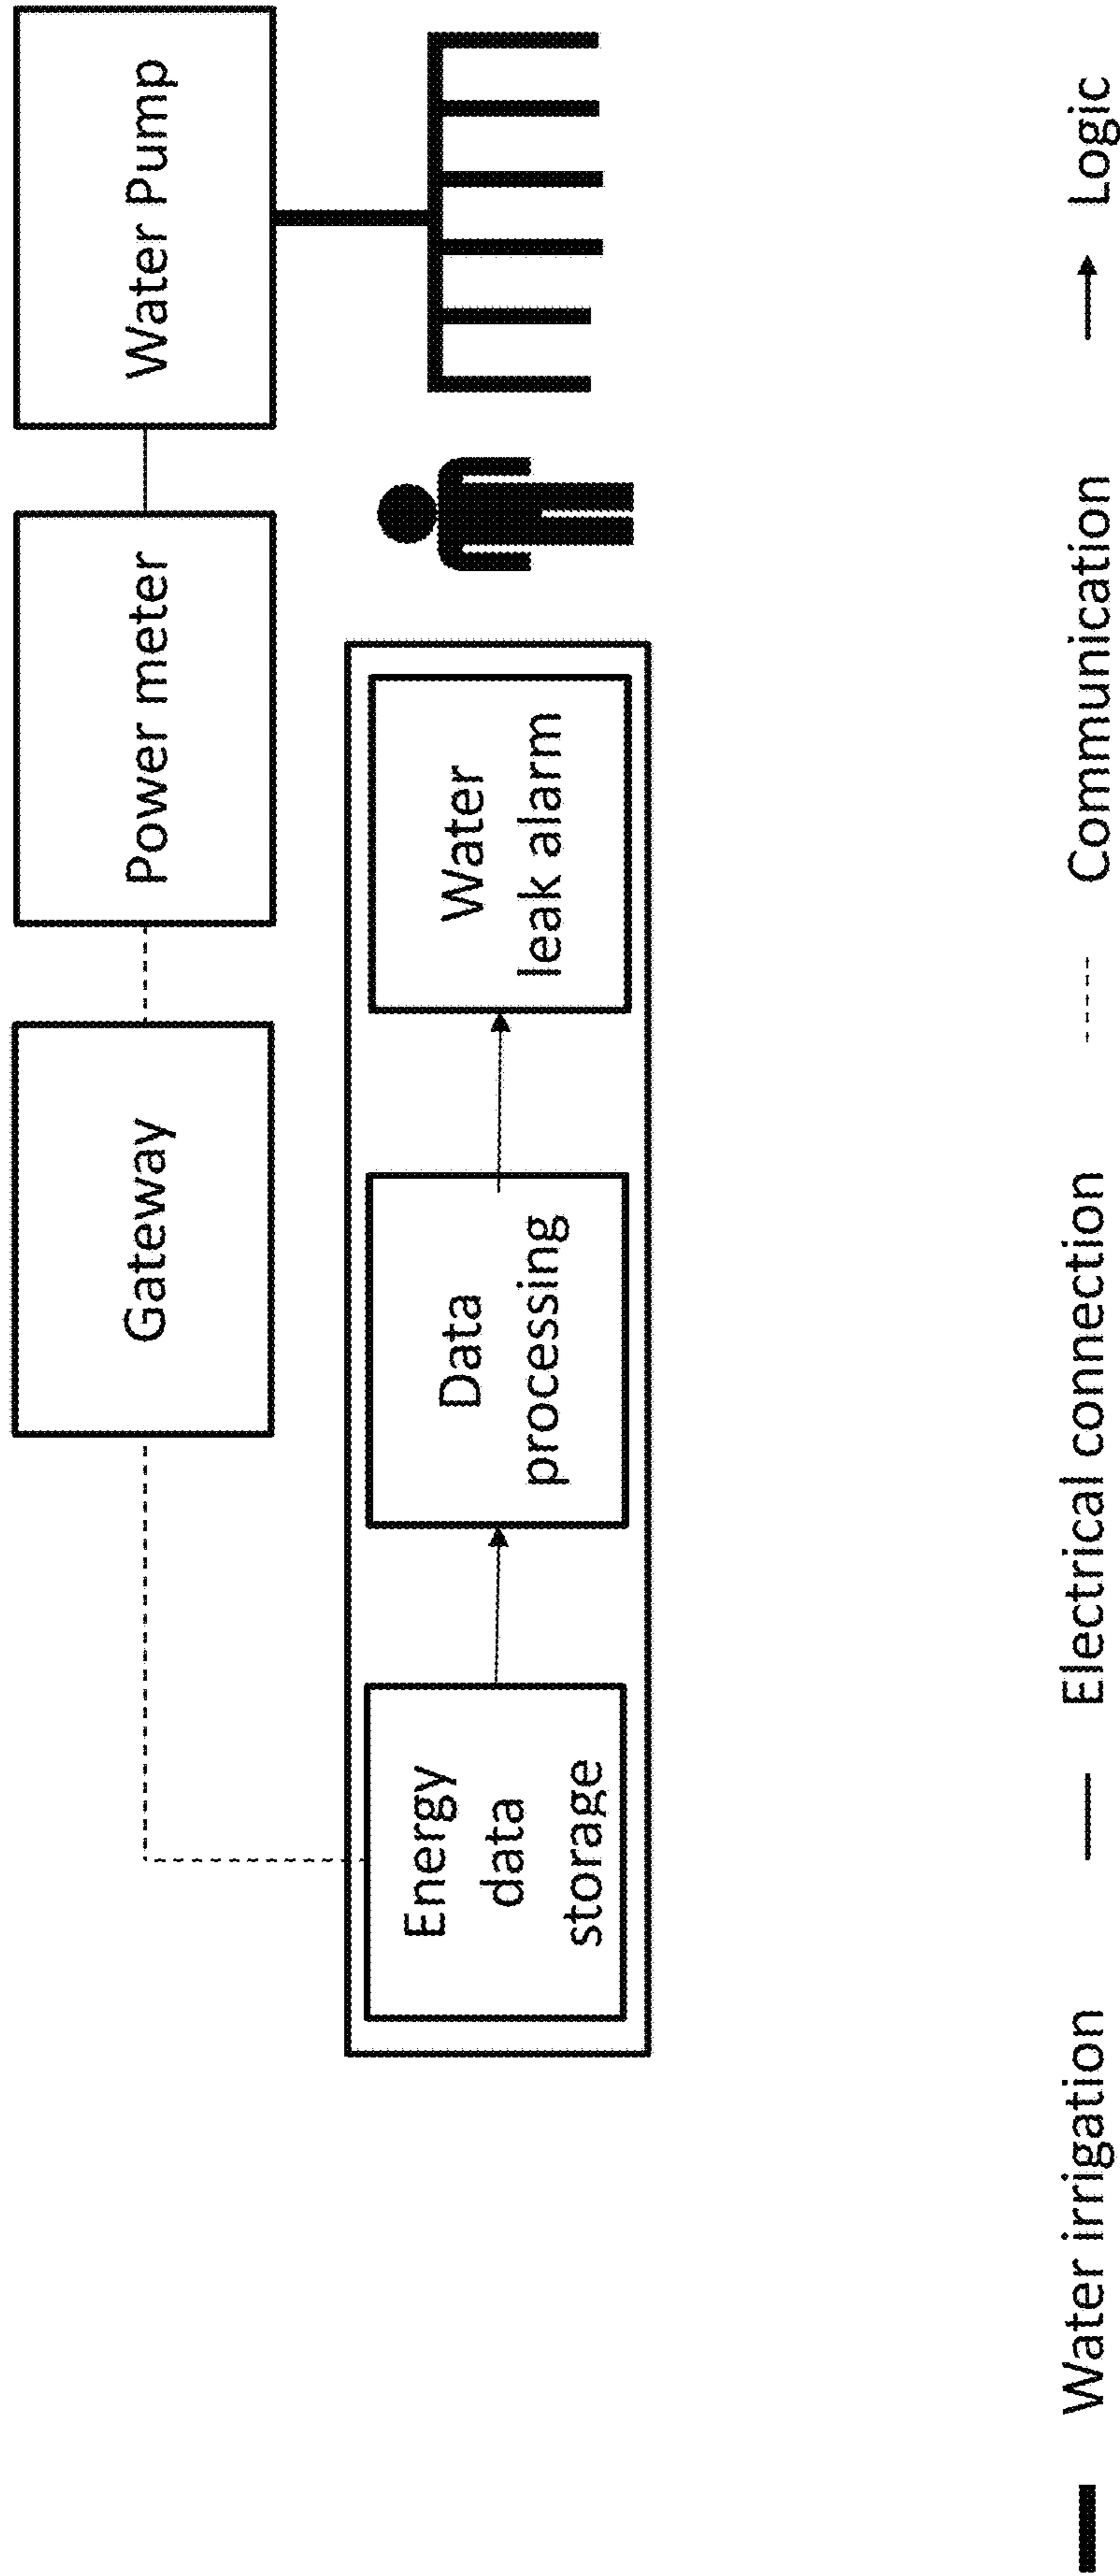 Gateway
Power meter
Water Pump
Energy
data
storage
Data
processing
Water
leak alarm
Water irrigation
Electrical connection
Communication
Logic